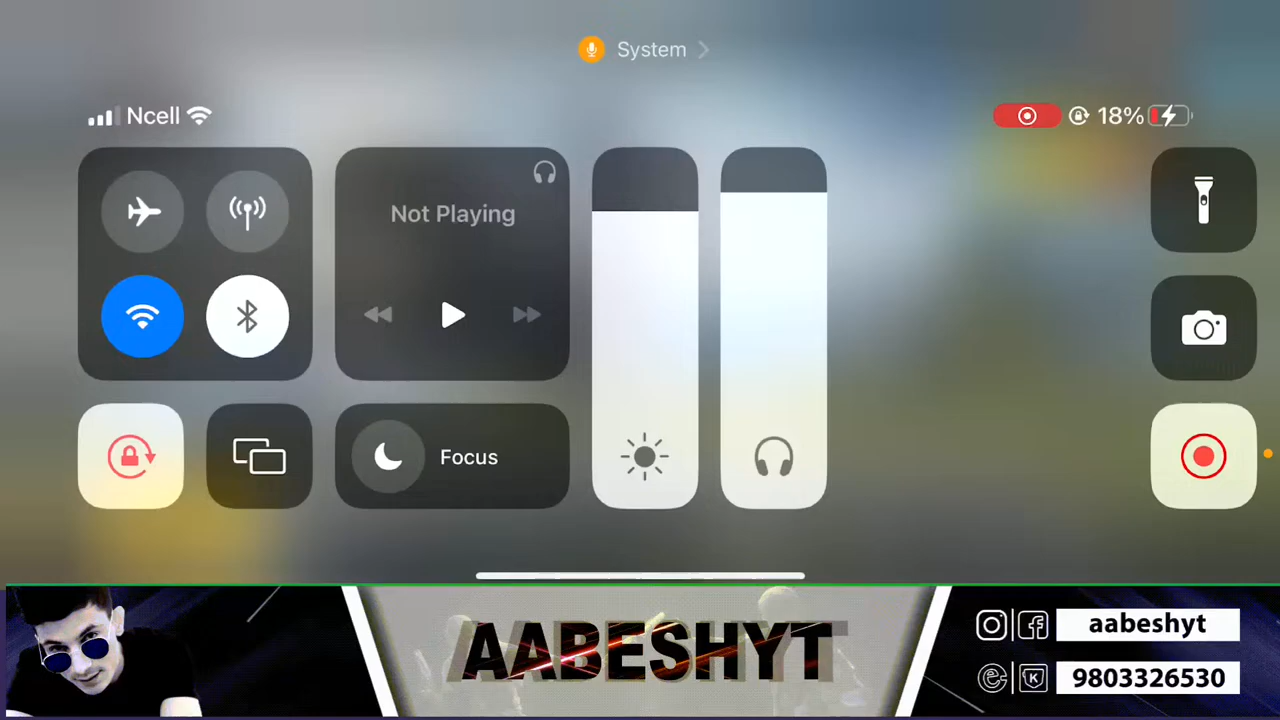 System
Ncell
18%
Not Playing
Focus
AABESHYT
aabeshyt
9803326530